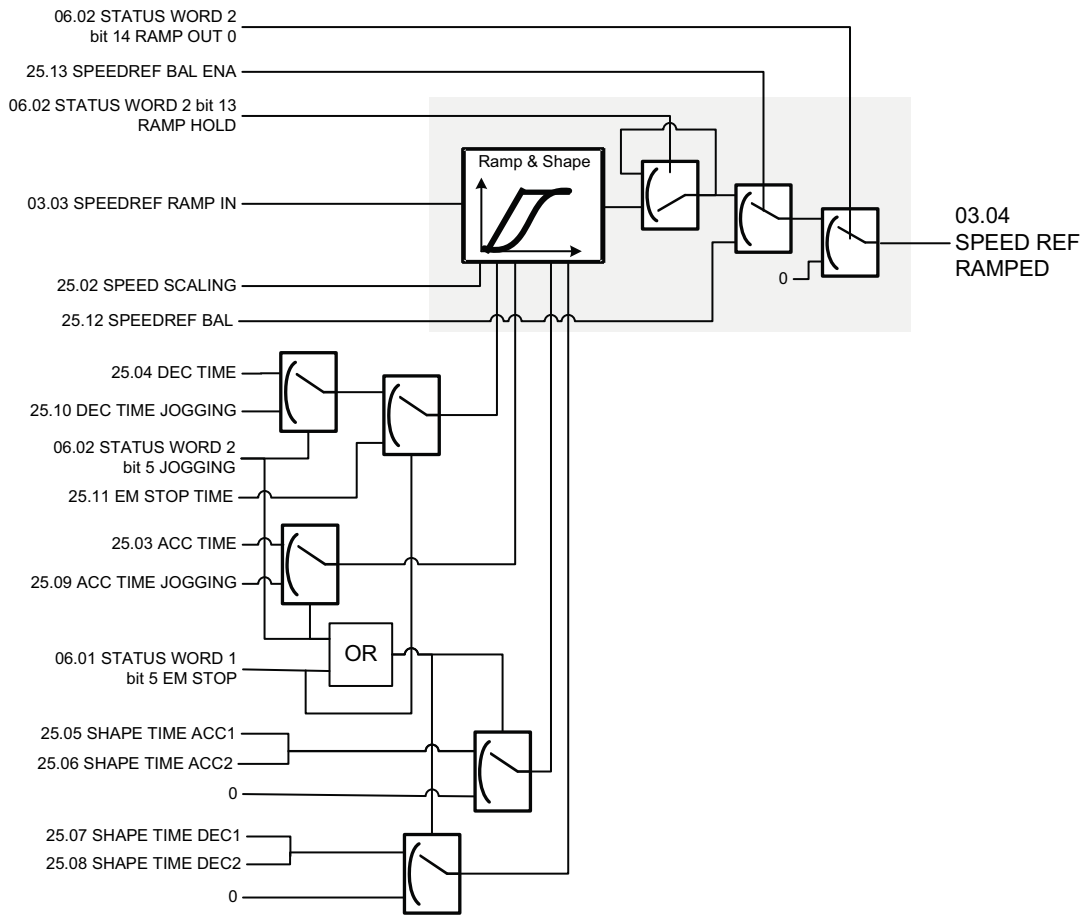 06.02 STATUS WORD 2
bit 14 RAMP OUT 0
25.13 SPEEDREF BAL ENA
06.02 STATUS WORD 2 bit 13
RAMP HOLD
Ramp & Shape
03.03 SPEEDREF RAMP IN
03.04
SPEED REF
RAMPED
0
25.02 SPEED SCALING
25.12 SPEEDREF BAL
25.04 DEC TIME
25.10 DEC TIME JOGGING
06.02 STATUS WORD 2
bit 5 JOGGING
25.11 EM STOP TIME
25.03 ACC TIME
25.09 ACC TIME JOGGING
OR
06.01 STATUS WORD 1
bit 5 EM STOP
25.05 SHAPE TIME ACC1
25.06 SHAPE TIME ACC2
0
25.07 SHAPE TIME DEC1
25.08 SHAPE TIME DEC2
0